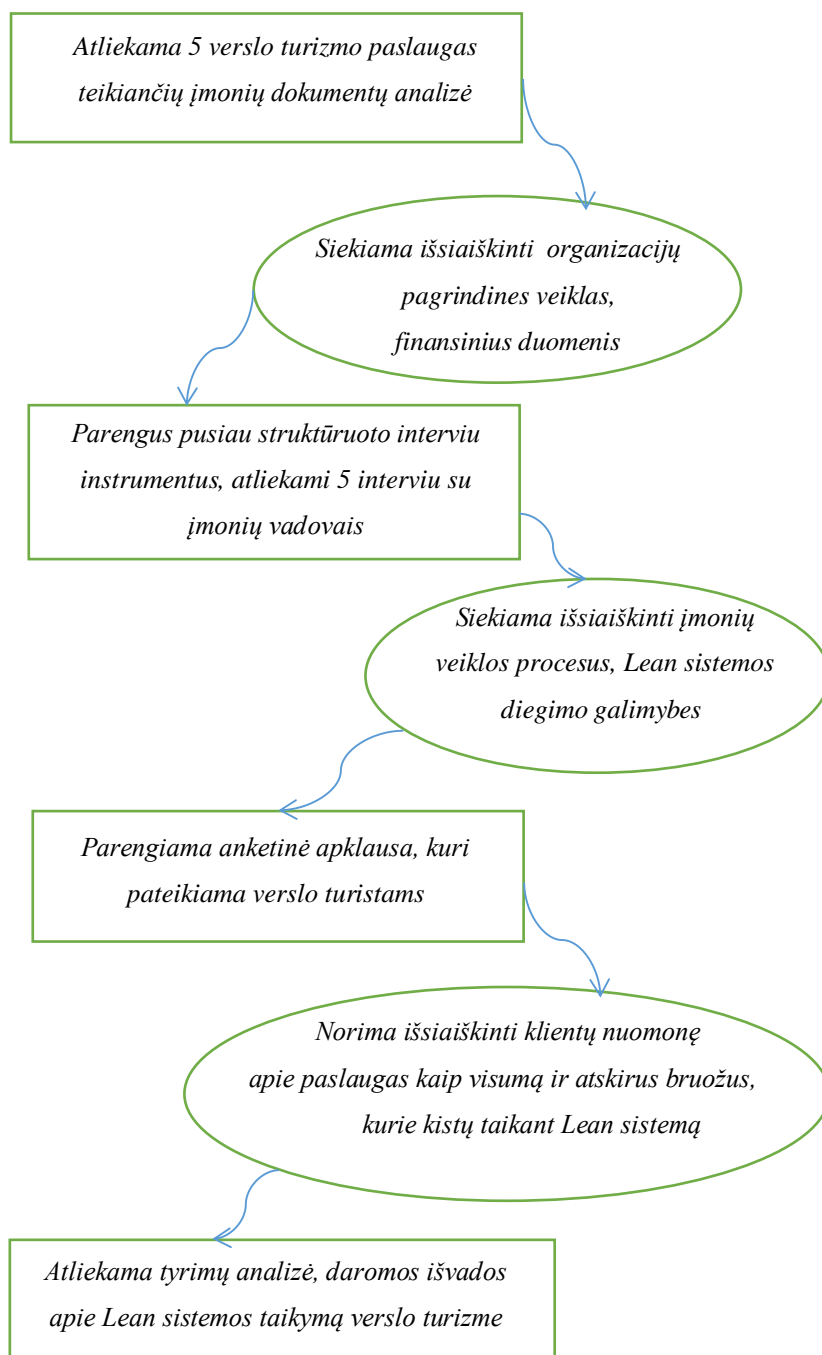 Atliekama 5 verslo turizmo paslaugas
teikiančių įmonių dokumentų analizė
Siekiama išsiaiškinti organizacijų
pagrindines veiklas,
finansinius duomenis
Parengus pusiau struktūruoto interviu
instrumentus, atliekami 5 interviu su
įmonių vadovais
Siekiama išsiaiškinti įmonių
veiklos procesus, Lean sistemos
diegimo galimybes
Parengiama anketinė apklausa, kuri
pateikiama verslo turistams
Norima išsiaiškinti klientų nuomonę
apie paslaugas kaip visumą ir atskirus bruožus,
kurie kistų taikant Lean sistemą
Atliekama tyrimų analizė, daromos išvados
apie Lean sistemos taikymą verslo turizme